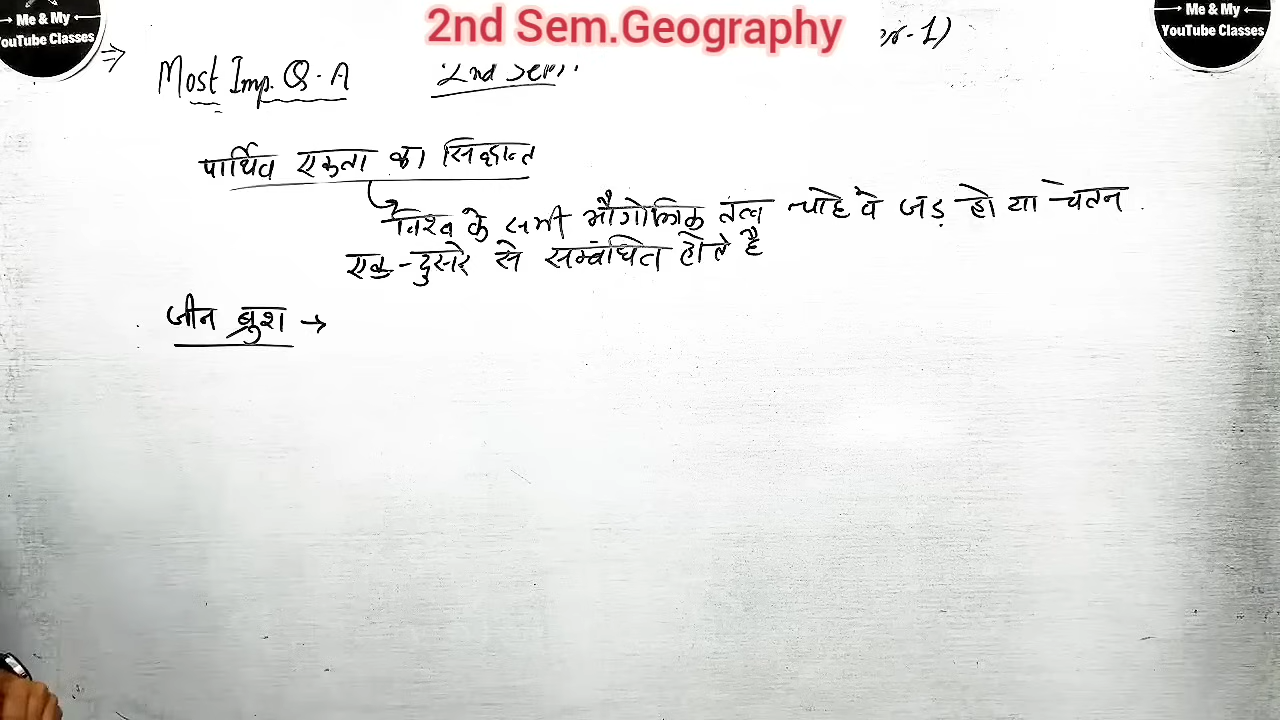 → Me & My ←
YouTube Classes
2nd Sem.Geography
→ Me & My ←
YouTube Classes
⇒ Most Imp. Q.A 2nd Sem.
-1)
पार्थिव एकता का सिद्धान्त
विश्व के सभी भौगोलिक तत्व चाहे वे जड़ हो या चेतन
एक-दुसरे से सम्बंधित होते है
जीन ब्रुश →